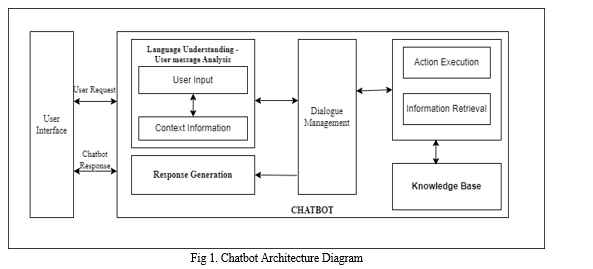 User
Interface
User Request
Chatbot
Response
Language Understanding -
User message Analysis
User Input
Context Information
Response Generation
Dialogue
Management
Action Execution
Information Retrieval
Knowledge Base
CHATBOT
Fig 1. Chatbot Architecture Diagram